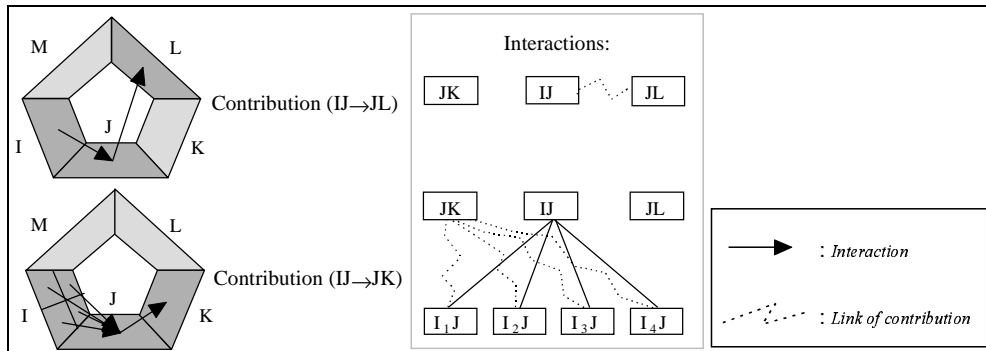 M
L
Contribution (IJ→JL)
J
I
K
M
L
Contribution (IJ→JK)
J
I
K
Interactions:
JK IJ JL
JK IJ JL
I₁J I₂J I₃J I₄J
: Interaction
: Link of contribution